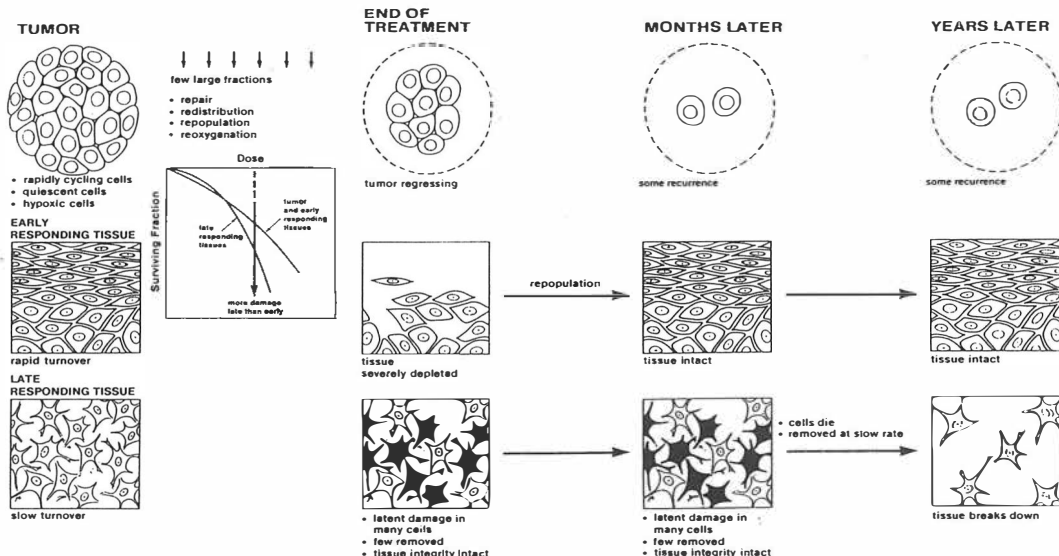 TUMOR
few large fractions
• repair
• redistribution
• repopulation
• reoxygenation
END OF
TREATMENT
MONTHS LATER
YEARS LATER
• rapidly cycling cells
• quiescent cells
• hypoxic cells
Dose
Surviving Fraction
late
responding
tissues
tumor
and early
responding
tissues
more damage
late than early
tumor regressing
some recurrence
some recurrence
EARLY
RESPONDING TISSUE
rapid turnover
tissue
severely depleted
repopulation
tissue intact
tissue intact
LATE
RESPONDING TISSUE
slow turnover
• latent damage in
many cells
• few removed
• tissue integrity intact
• latent damage in
many cells
• few removed
• tissue integrity intact
• cells die
• removed at slow rate
tissue breaks down